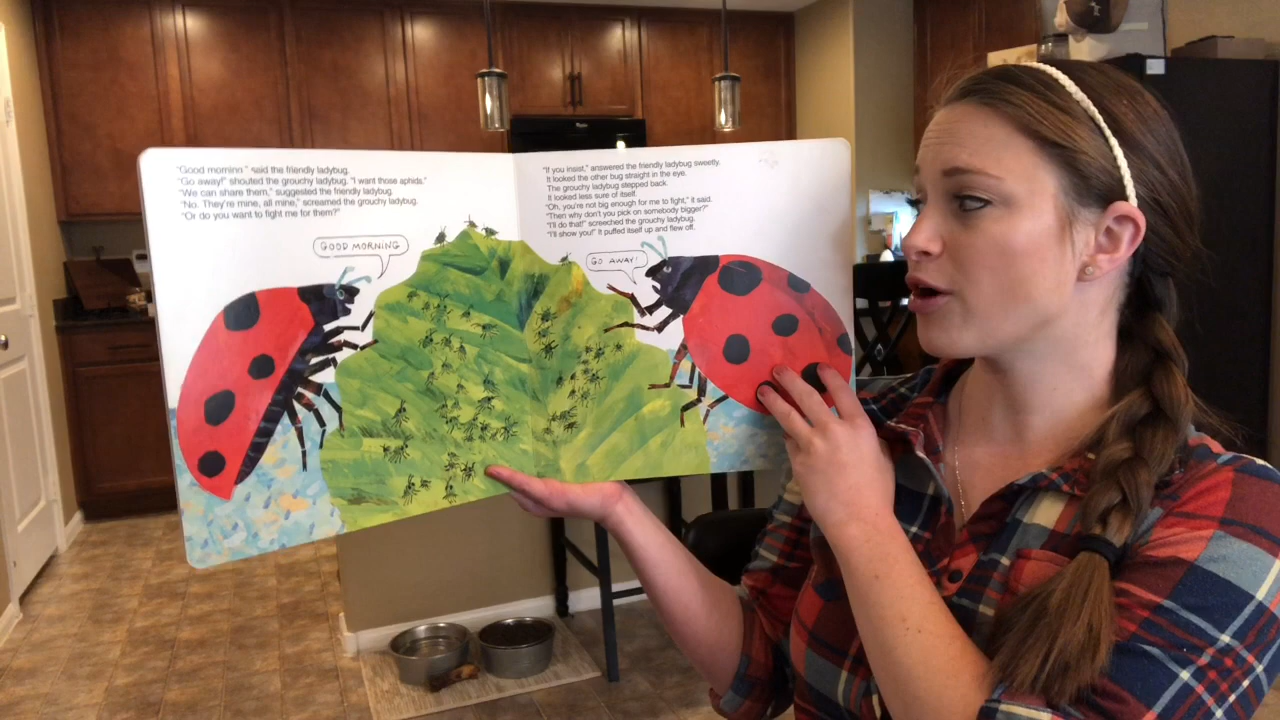 "Good mornin " said the friendly ladybug.
"Go away!" shouted the grouchy ladybug. "I want those aphids."
"We can share them," suggested the friendly ladybug.
"No. They're mine, all mine," screamed the grouchy ladybug.
"Or do you want to fight me for them?"
GOOD MORNING
"If you insist," answered the friendly ladybug sweetly.
It looked the other bug straight in the eye.
The grouchy ladybug stepped back.
It looked less sure of itself.
"Oh, you're not big enough for me to fight," it said.
"Then why don't you pick on somebody bigger?"
"I'll do that!" screeched the grouchy ladybug.
"I'll show you!" It puffed itself up and flew off.
GO AWAY!